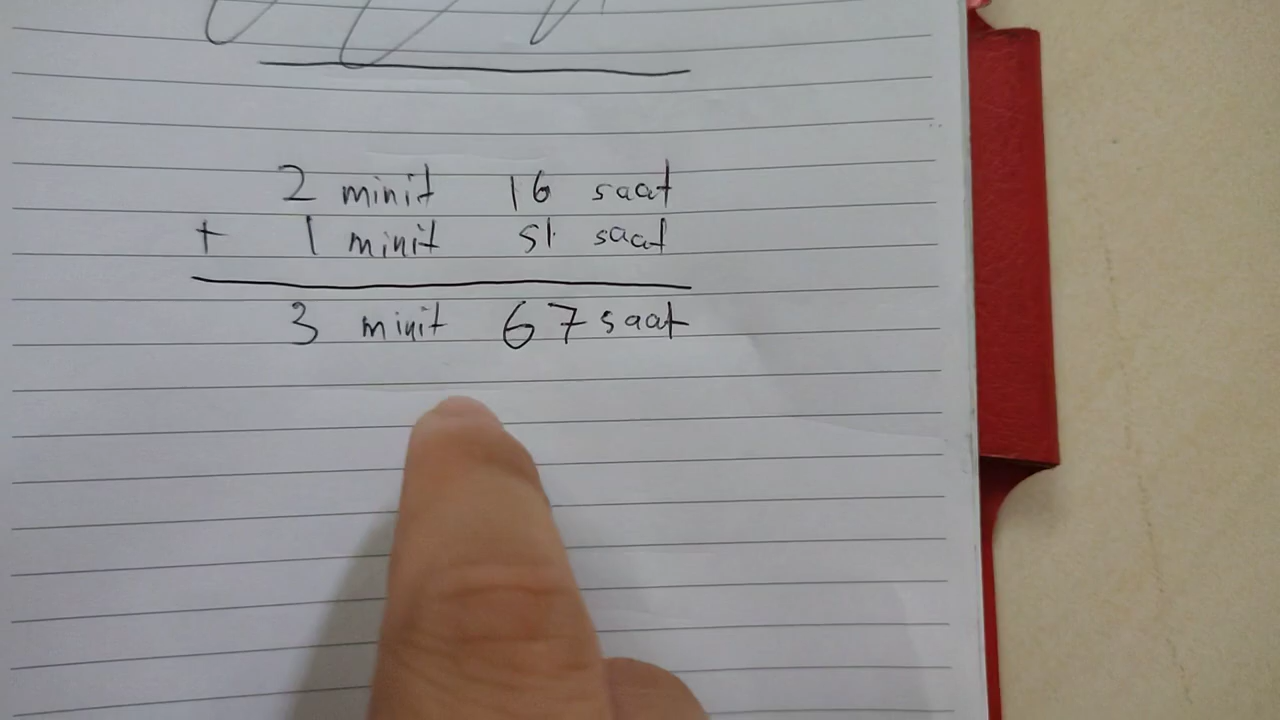 2 minit 16 saat
+ 1 minit 51 saat
3 minit 67 saat